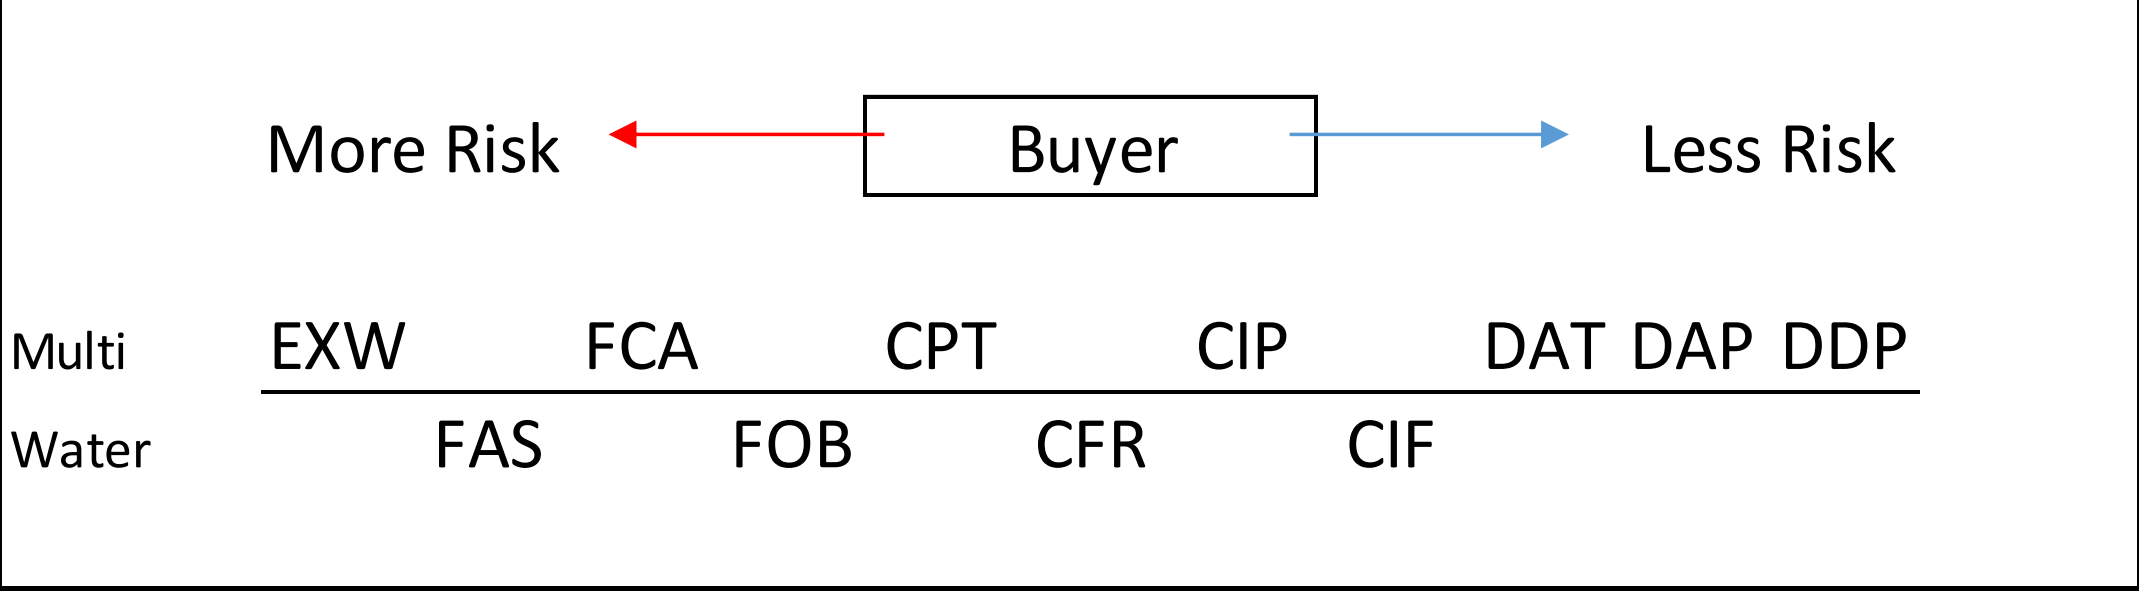 More Risk Buyer Less Risk
Multi EXW FCA CPT CIP DAT DAP DDP
Water FAS FOB CFR CIF